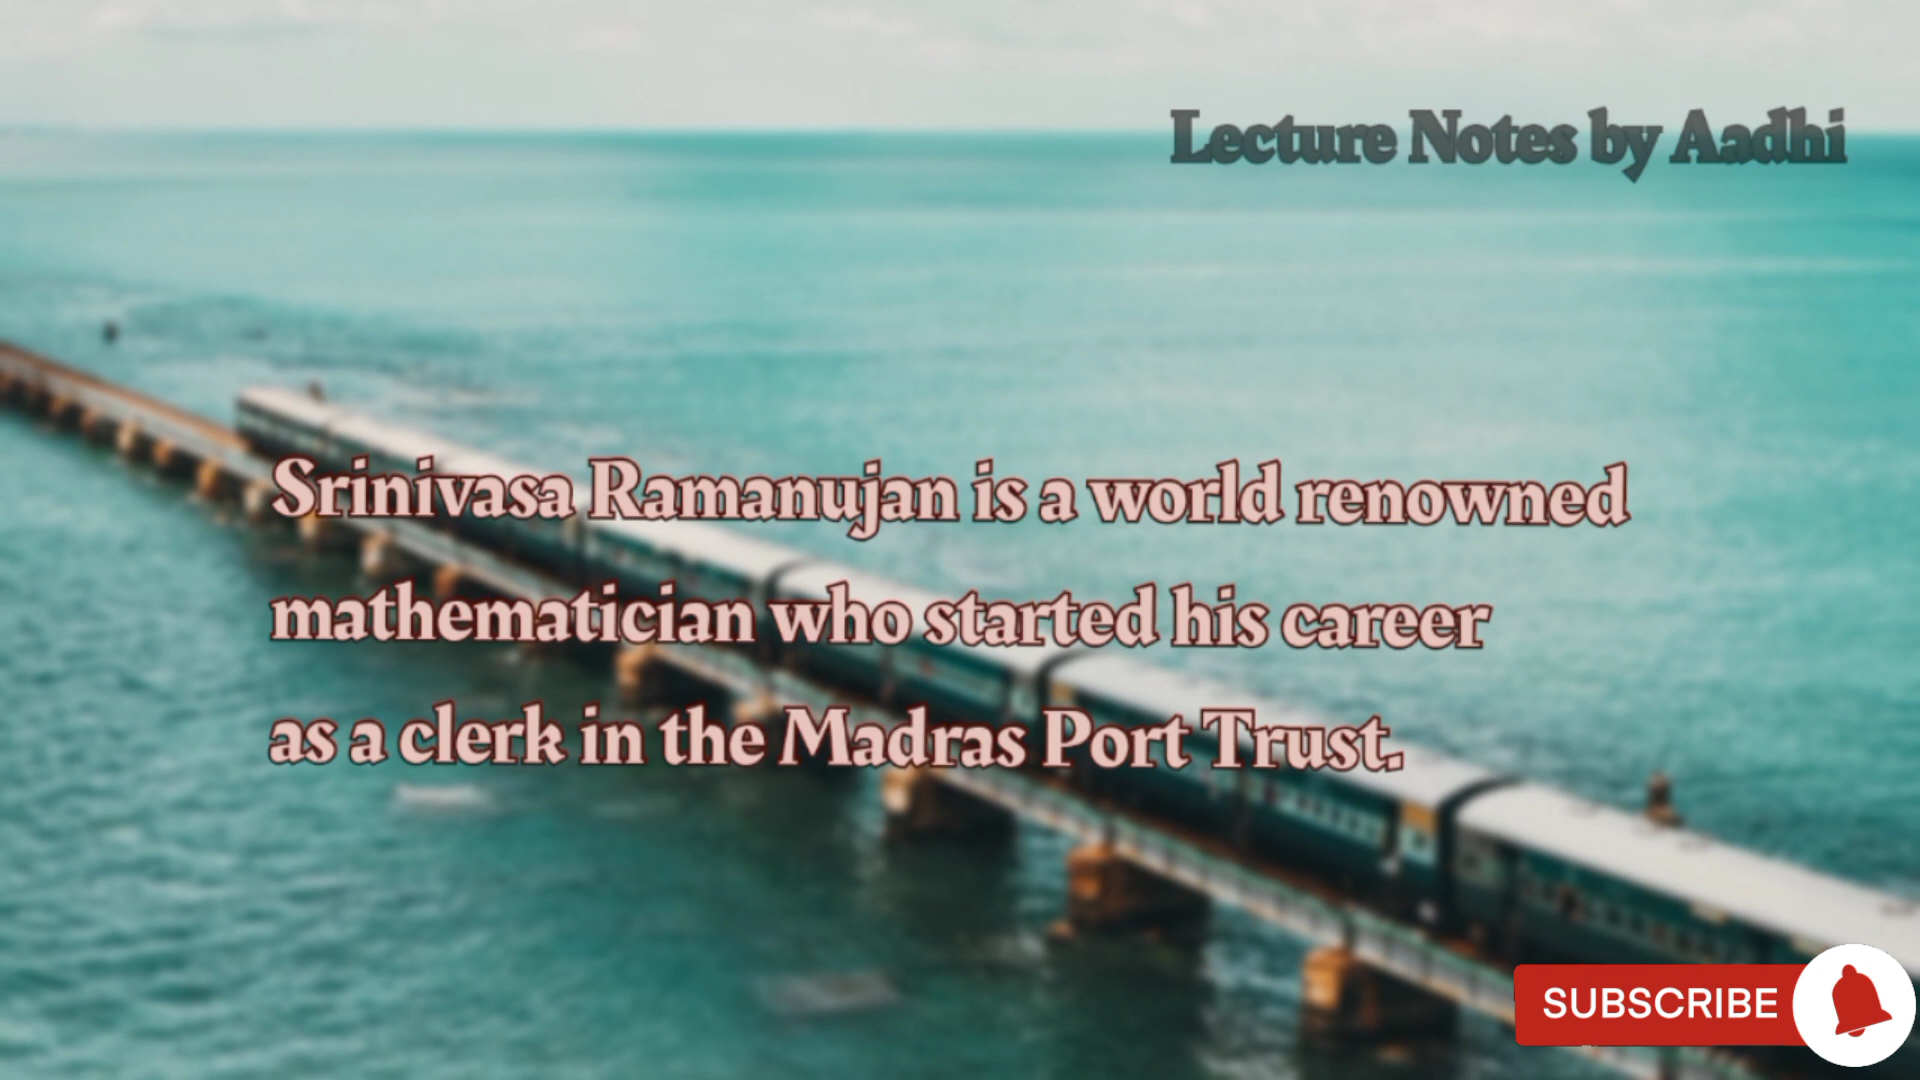 Lecture Notes by Aadhi
Srinivasa Ramanujan is a world renowned
mathematician who started his career
as a clerk in the Madras Port Trust.
SUBSCRIBE